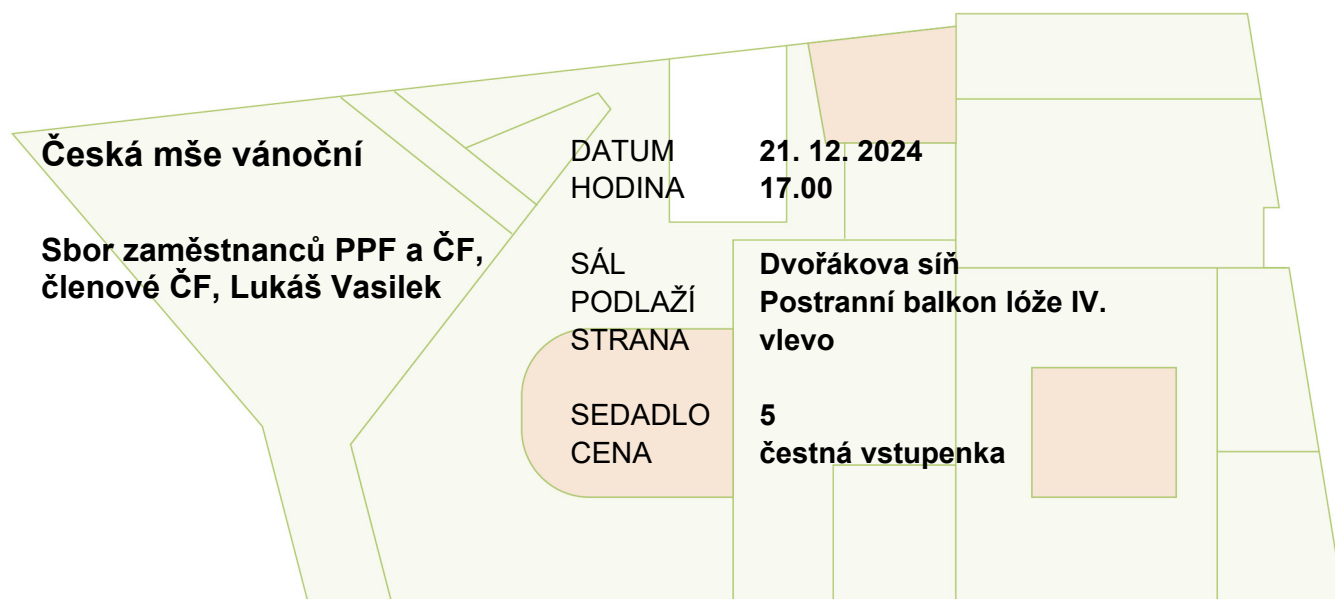 Česká mše vánoční
Sbor zaměstnanců PPF a ČF,
členové ČF, Lukáš Vasilek
DATUM 21. 12. 2024
HODINA 17.00
SÁL Dvořákova síň
PODLAŽÍ Postranní balkon lóže IV.
STRANA vlevo
SEDADLO 5
CENA čestná vstupenka